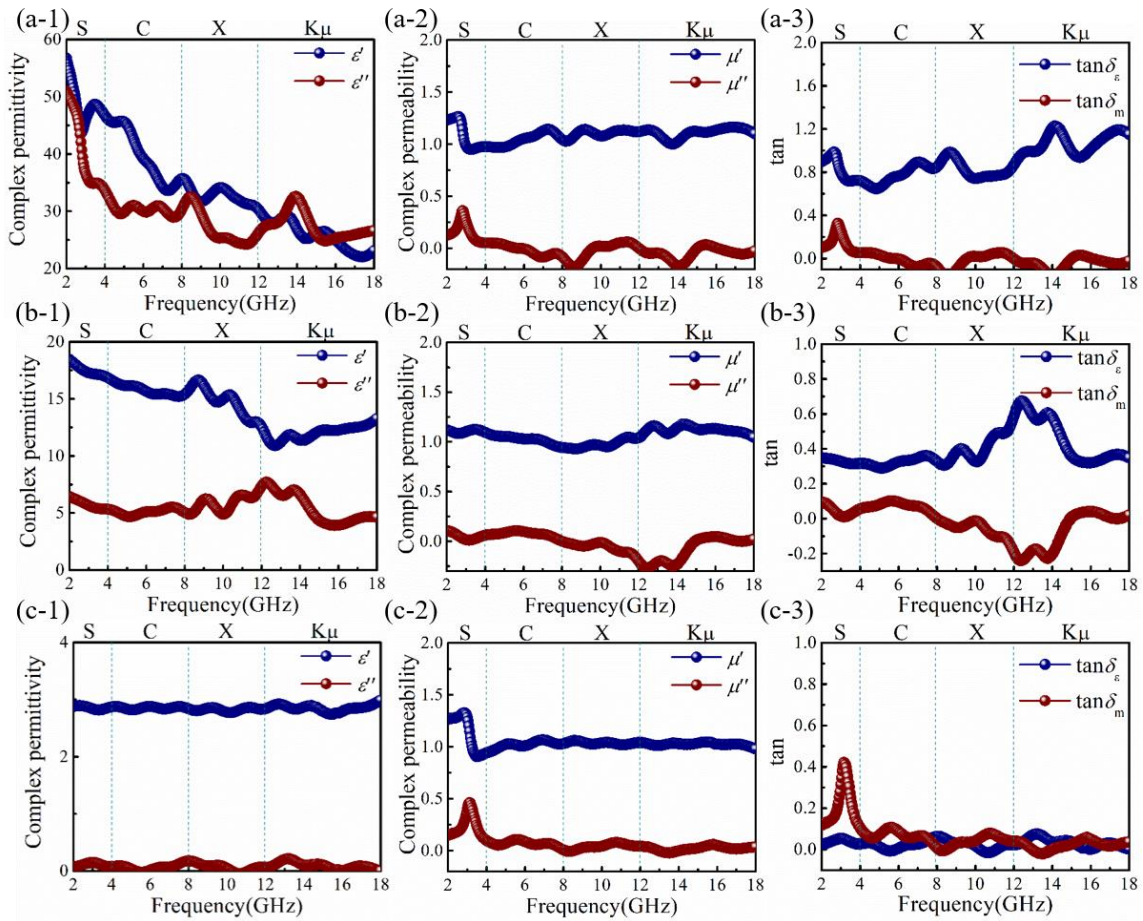 (a-1) (a-2) (a-3)
S C X Kμ S C X Kμ S C X Kμ
60 2.0 2.0
ε′ μ′ tanδε
ε″ μ″ tanδm
50 1.5 1.6
40 1.0 1.2
30 0.5 0.8
20 0.0 0.4
0.0
Complex permittivity Complex permeability tan
2 4 6 8 10 12 14 16 18 2 4 6 8 10 12 14 16 18 2 4 6 8 10 12 14 16 18
Frequency(GHz) Frequency(GHz) Frequency(GHz)
(b-1) (b-2) (b-3)
S C X Kμ S C X Kμ S C X Kμ
20 2.0 1.0
ε′ μ′ tanδε
ε″ μ″ tanδm
15 1.5 0.8
10 1.0 0.6
5 0.5 0.4
0 0.0 0.2
0.0
-0.2
Complex permittivity Complex permeability tan
2 4 6 8 10 12 14 16 18 2 4 6 8 10 12 14 16 18 2 4 6 8 10 12 14 16 18
Frequency(GHz) Frequency(GHz) Frequency(GHz)
(c-1) (c-2) (c-3)
S C X Kμ S C X Kμ S C X Kμ
4 2.0 1.0
ε′ μ′ tanδε
ε″ μ″ tanδm
2 1.5 0.8
0 1.0 0.6
0.5 0.4
0.0 0.2
0.0
Complex permittivity Complex permeability tan
2 4 6 8 10 12 14 16 18 2 4 6 8 10 12 14 16 18 2 4 6 8 10 12 14 16 18
Frequency(GHz) Frequency(GHz) Frequency(GHz)